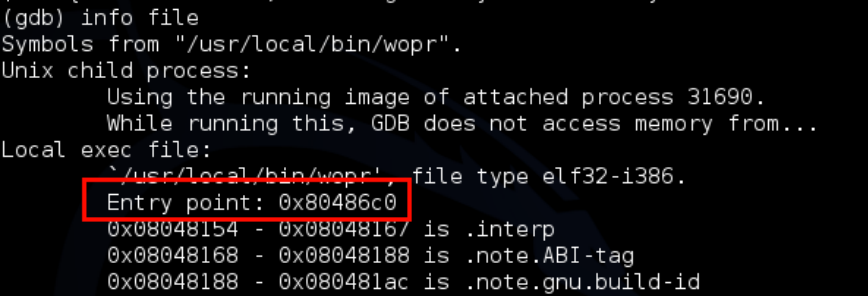 (gdb) info file
Symbols from "/usr/local/bin/wopr".
Unix child process:
Using the running image of attached process 31690.
While running this, GDB does not access memory from...
Local exec file:
`/usr/local/bin/wopr', file type elf32-i386.
Entry point: 0x80486c0
0x08048154 - 0x08048167 is .interp
0x08048168 - 0x08048188 is .note.ABI-tag
0x08048188 - 0x080481ac is .note.gnu.build-id